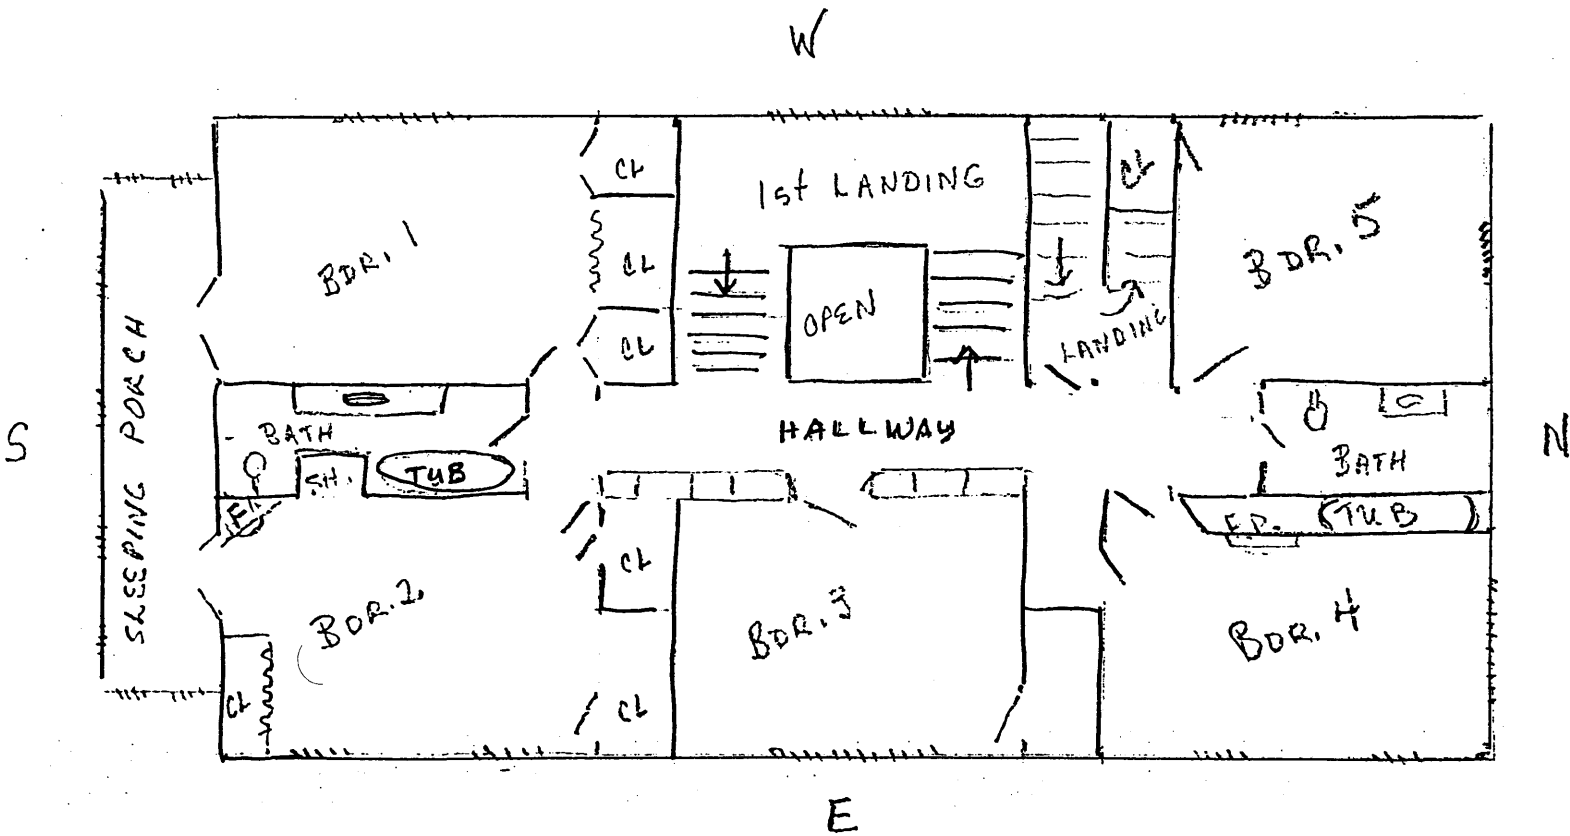 W
CL
1st LANDING
CL
BDR. 1
CL
BDR. 5
OPEN
CL
LANDING
SLEEPING PORCH
S
BATH
HALLWAY
N
SH.
TUB
BATH
F.P.
TUB
CL
BDR. 2
BDR. 3
BDR. 4
CL
CL
E